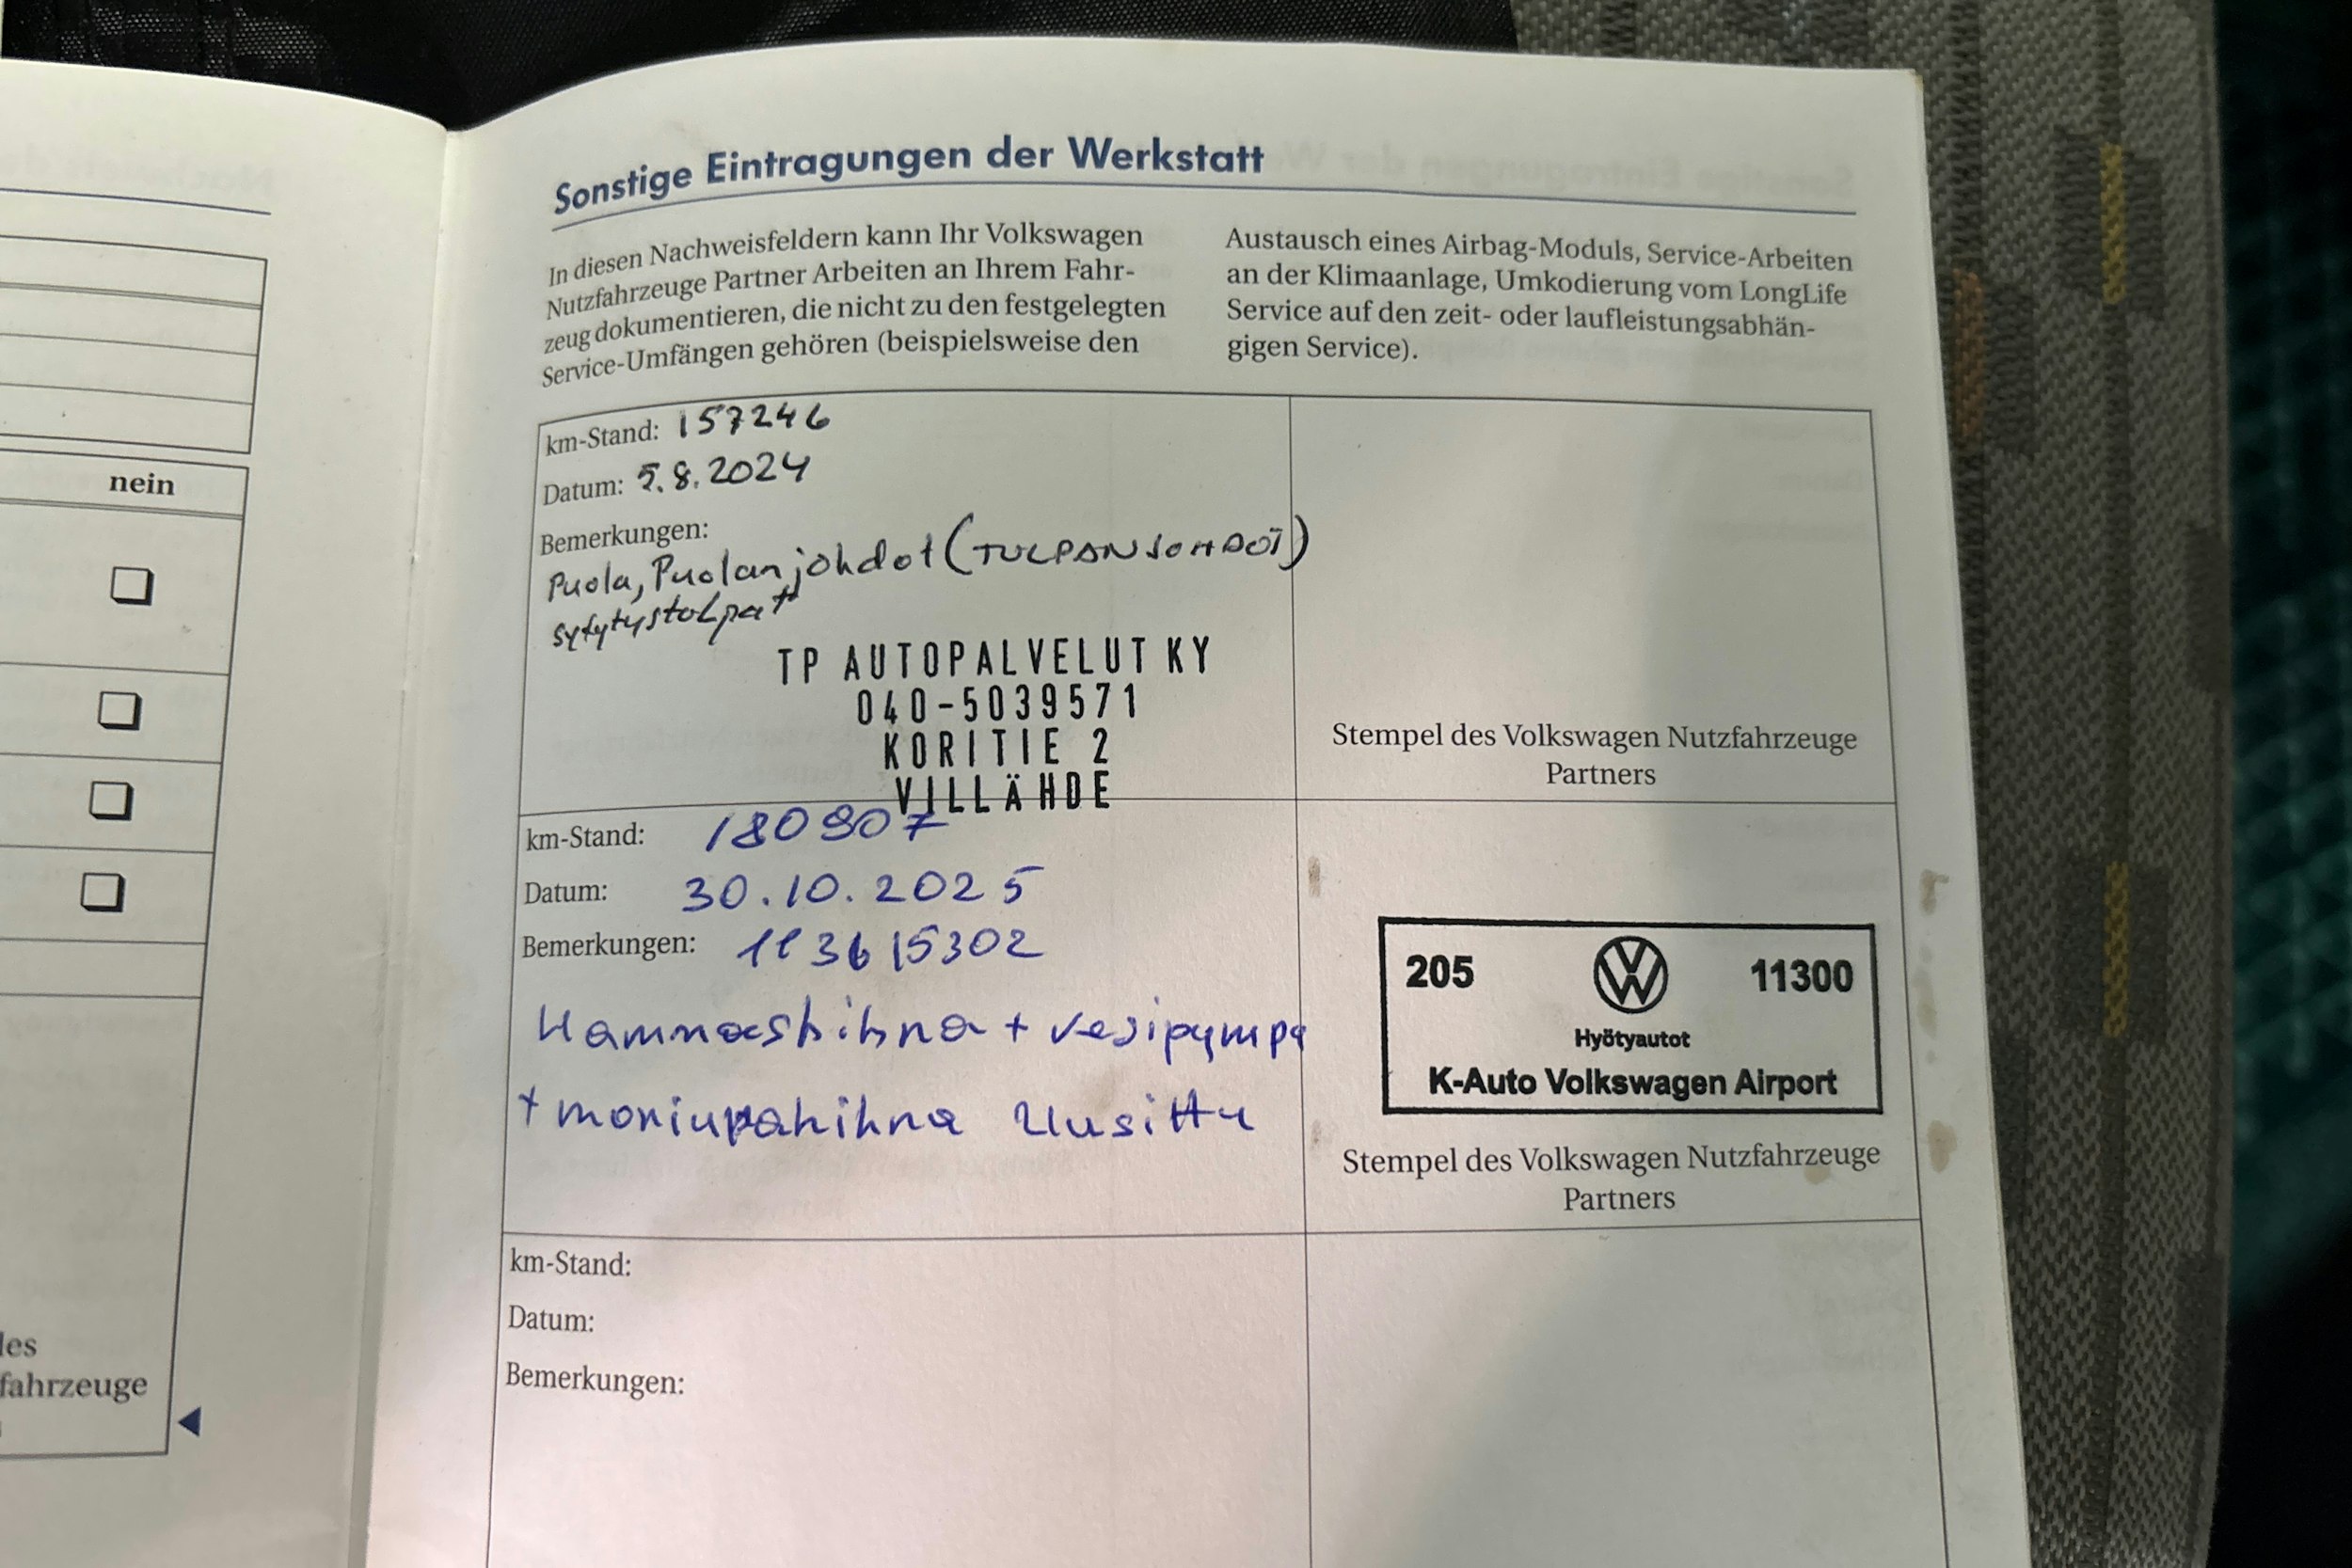 Sonstige Eintragungen der Werkstatt
In diesen Nachweisfeldern kann Ihr Volkswagen
Nutzfahrzeuge Partner Arbeiten an Ihrem Fahr-
zeug dokumentieren, die nicht zu den festgelegten
Service-Umfängen gehören (beispielsweise den
Austausch eines Airbag-Moduls, Service-Arbeiten
an der Klimaanlage, Umkodierung vom LongLife
Service auf den zeit- oder laufleistungsabhän-
gigen Service).
nein
les
fahrzeuge
km-Stand: 157246
Datum: 5.8.2024
Bemerkungen:
Puola, Puolanjohdot (TULPANJOHDOT)
sytytystolpat
TP AUTOPALVELUT KY
040-5039571
KORITIE 2
VILLÄHDE
Stempel des Volkswagen Nutzfahrzeuge
Partners
km-Stand: 180907
Datum: 30.10.2025
Bemerkungen: 113615302
Hammashihna + vesipympy
+ moniurahihna Uusittu
205 11300
Hyötyautot
K-Auto Volkswagen Airport
Stempel des Volkswagen Nutzfahrzeuge
Partners
km-Stand:
Datum:
Bemerkungen: